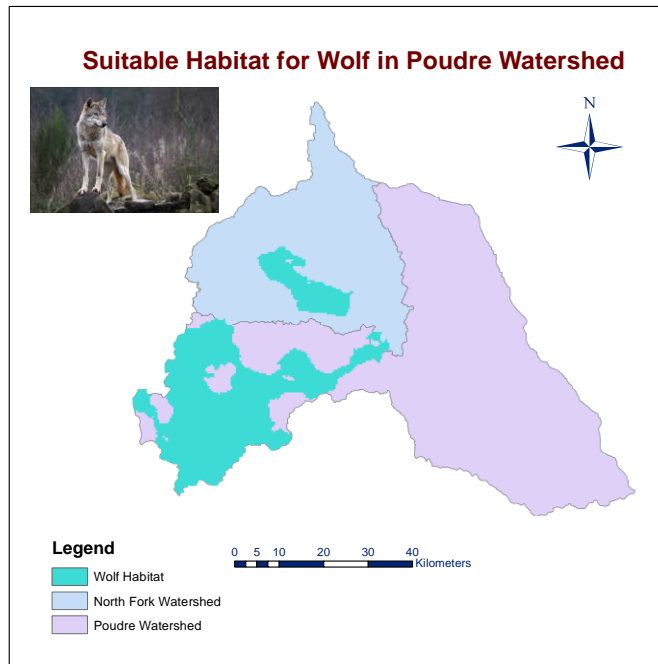 Suitable Habitat for Wolf in Poudre Watershed
N
Legend
Wolf Habitat
North Fork Watershed
Poudre Watershed
0 5 10 20 30 40
Kilometers